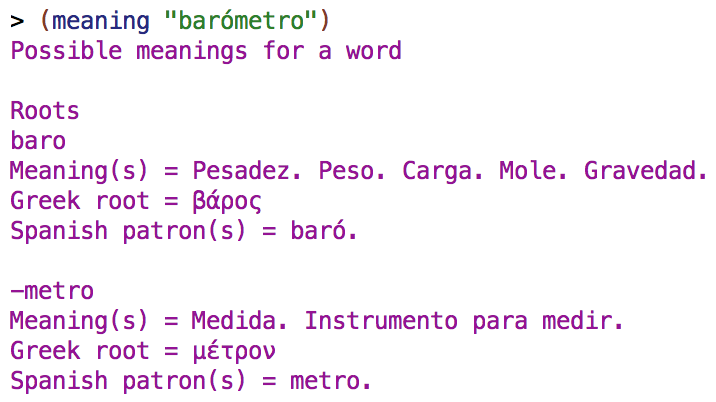 > (meaning "barómetro")
Possible meanings for a word
Roots
baro
Meaning(s) = Pesadez. Peso. Carga. Mole. Gravedad.
Greek root = βάρος
Spanish patron(s) = baró.
-metro
Meaning(s) = Medida. Instrumento para medir.
Greek root = μέτρον
Spanish patron(s) = metro.